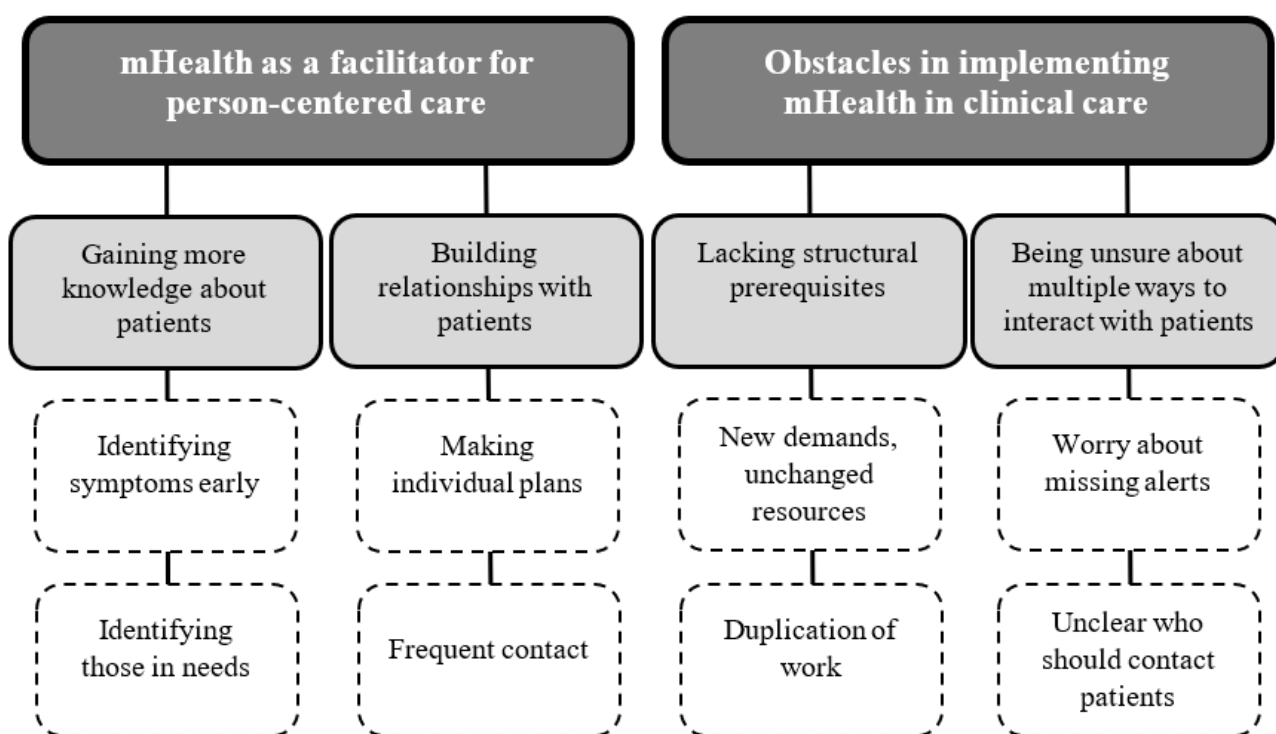 mHealth as a facilitator for
person-centered care
Obstacles in implementing
mHealth in clinical care
Gaining more
knowledge about
patients
Building
relationships with
patients
Lacking structural
prerequisites
Being unsure about
multiple ways to
interact with patients
Identifying
symptoms early
Making
individual plans
New demands,
unchanged
resources
Worry about
missing alerts
Identifying
those in needs
Frequent contact
Duplication of
work
Unclear who
should contact
patients